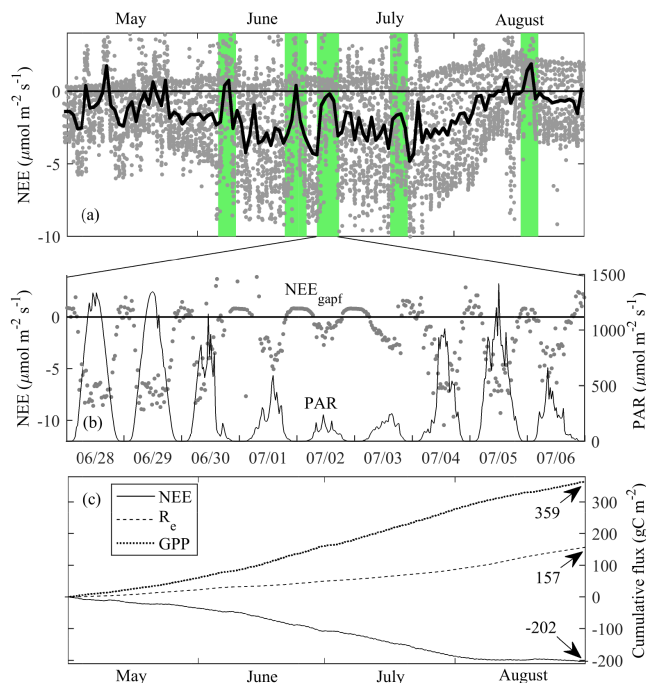 May June July August
NEE (μmol m⁻² s⁻¹)
0
-5
-10
(a)
NEE (μmol m⁻² s⁻¹)
0
-5
-10
(b)
NEE_gapf
PAR
1500
1000
500
0
PAR (μmol m⁻² s⁻¹)
06/28 06/29 06/30 07/01 07/02 07/03 07/04 07/05 07/06
(c)
NEE
R_e
GPP
359
157
-202
300
200
100
0
-100
-200
Cumulative flux (gC m⁻²)
May June July August